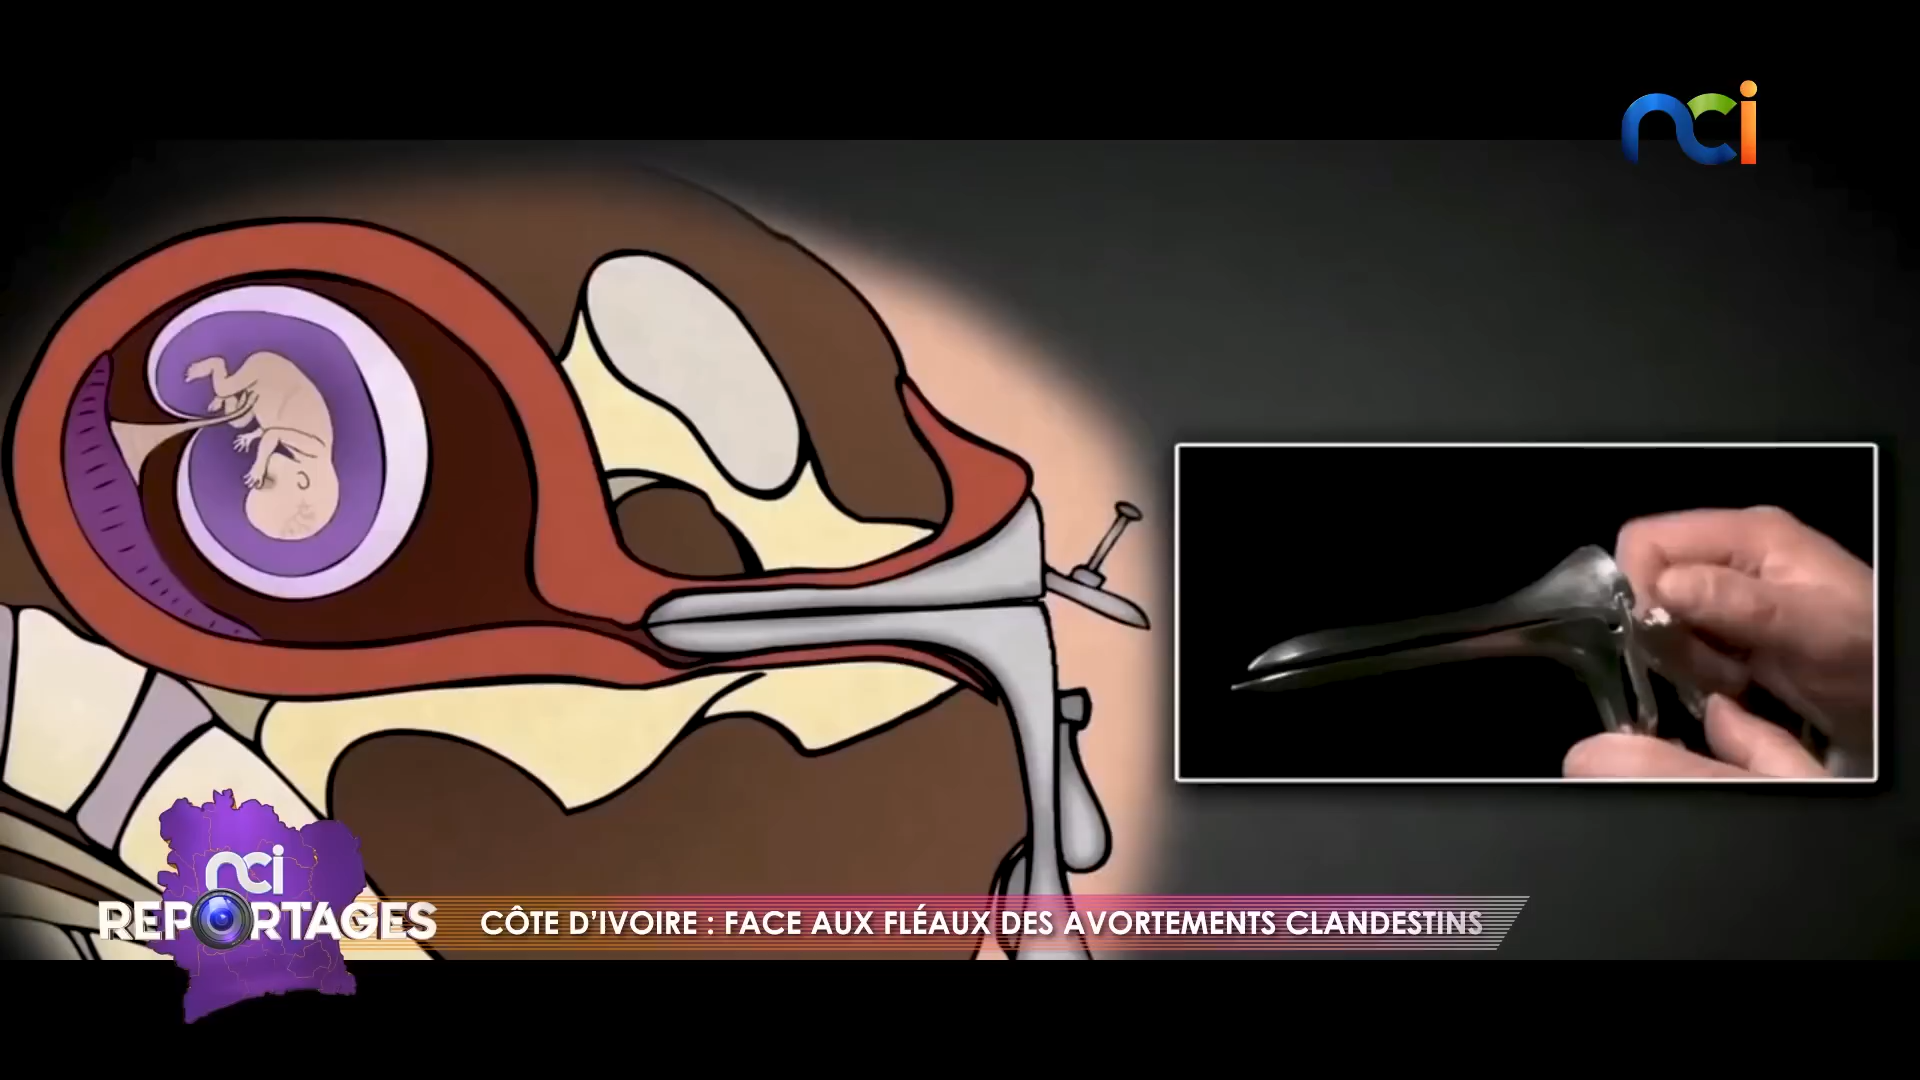 nci
nci
REPORTAGES
CÔTE D'IVOIRE : FACE AUX FLÉAUX DES AVORTEMENTS CLANDESTINS